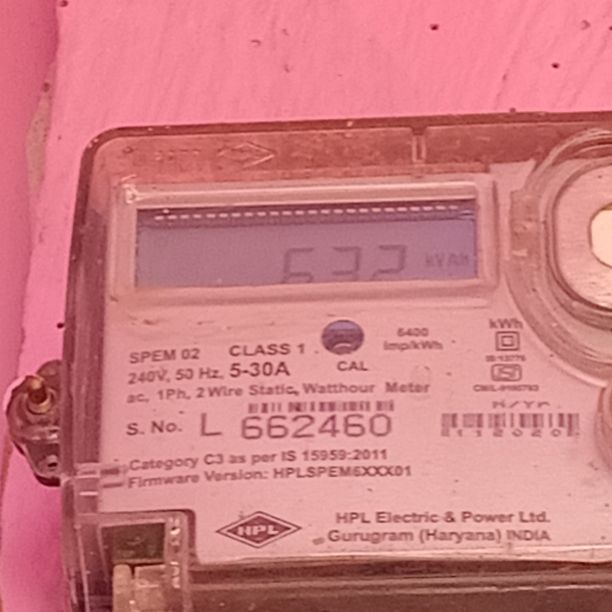 632 kVAh
SPEM 02 CLASS 1
6400
imp/kWh
kWh
240V, 50 Hz, 5-30A CAL
ac, 1Ph, 2 Wire Static, Watthour Meter
M/Yr.
S. No. L 662460
Category C3 as per IS 15959:2011
Firmware Version: HPLSPEM6XXX01
HPL
HPL Electric & Power Ltd.
Gurugram (Haryana) INDIA